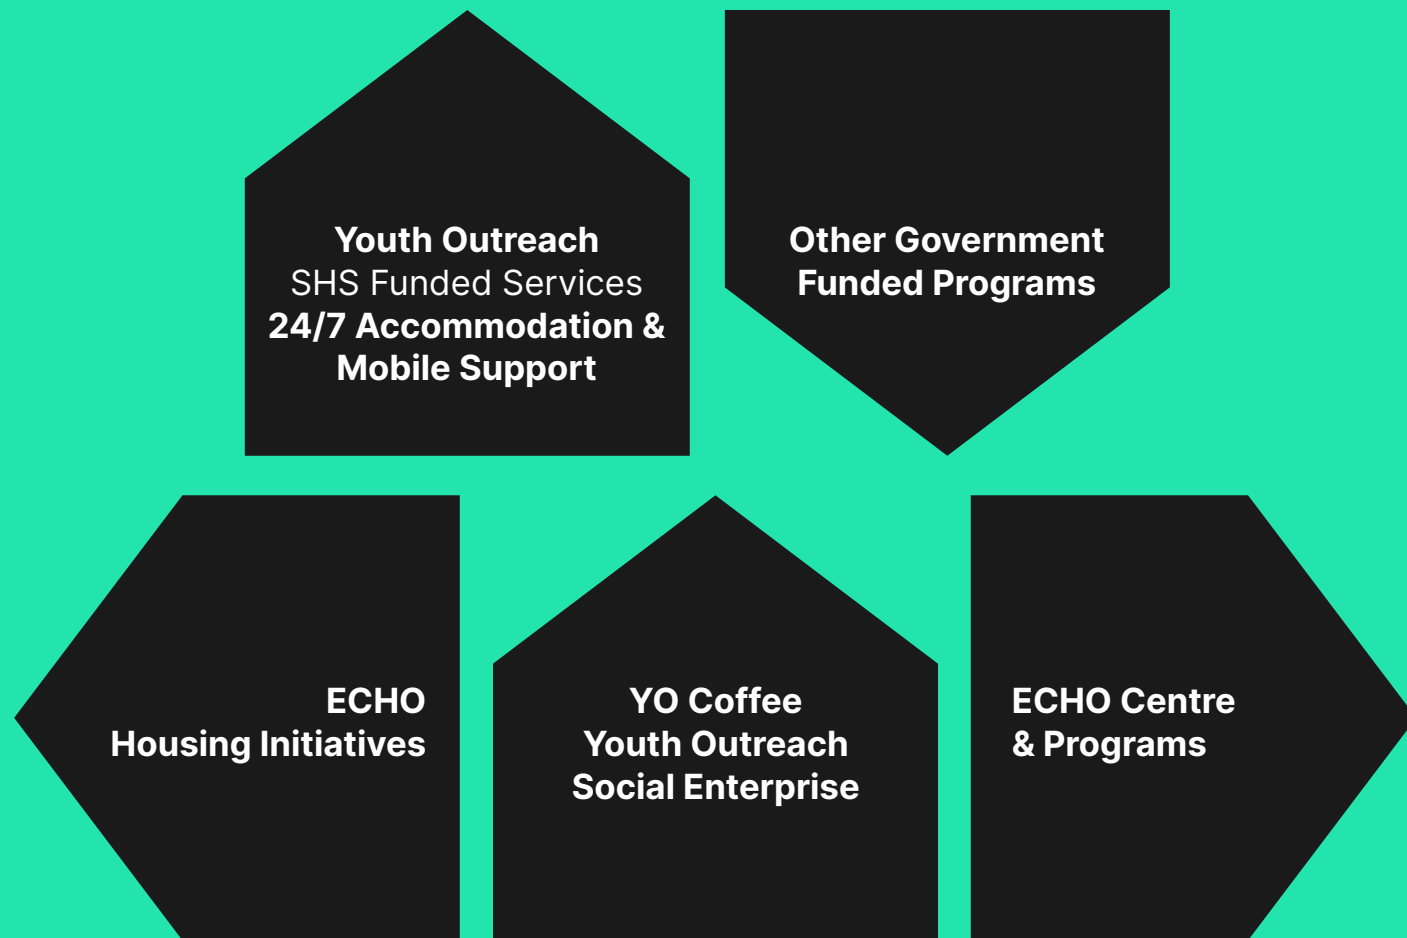 Youth Outreach
SHS Funded Services
24/7 Accommodation &
Mobile Support
Other Government
Funded Programs
ECHO
Housing Initiatives
YO Coffee
Youth Outreach
Social Enterprise
ECHO Centre
& Programs